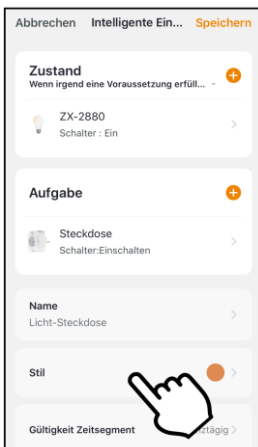 Abbrechen Intelligente Ein... Speichern
Zustand
Wenn irgend eine Voraussetzung erfüll...
ZX-2880
Schalter : Ein
Aufgabe
Steckdose
Schalter:Einschalten
Name
Licht-Steckdose
Stil
Gültigkeit Zeitsegment